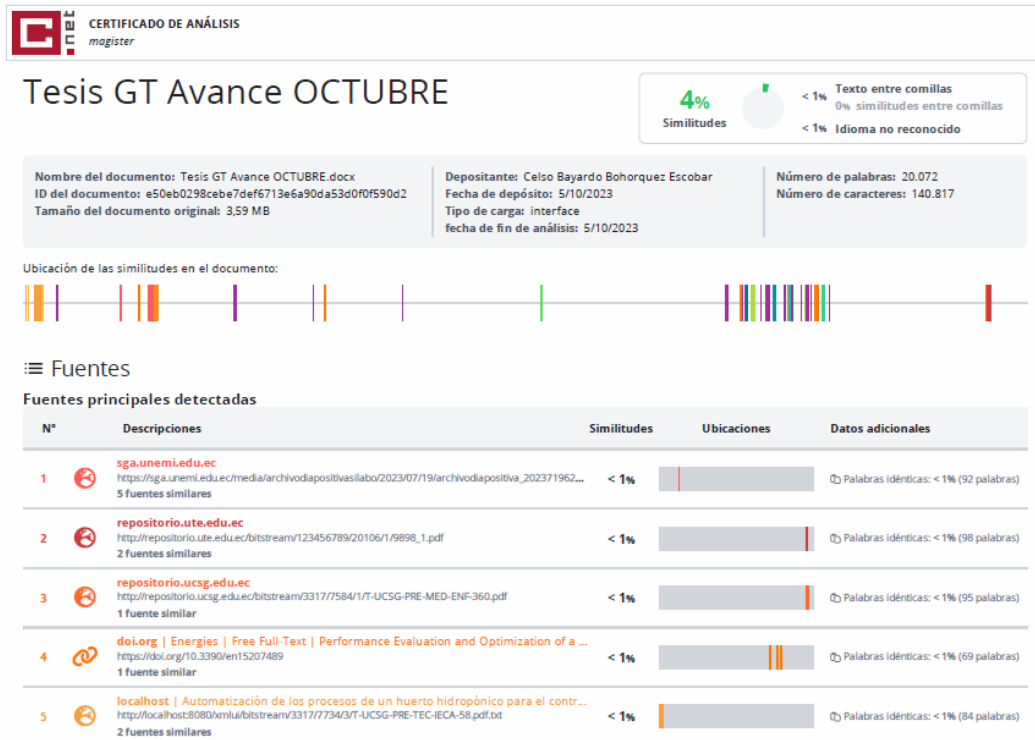 C
.net
CERTIFICADO DE ANÁLISIS
magister
Tesis GT Avance OCTUBRE
4%
Similitudes
< 1% Texto entre comillas
0% similitudes entre comillas
< 1% Idioma no reconocido
Nombre del documento: Tesis GT Avance OCTUBRE.docx
ID del documento: e50eb0298cebe7def6713e6a90da53d0f0f590d2
Tamaño del documento original: 3,59 MB
Depositante: Celso Bayardo Bohorquez Escobar
Fecha de depósito: 5/10/2023
Tipo de carga: interface
fecha de fin de análisis: 5/10/2023
Número de palabras: 20.072
Número de caracteres: 140.817
Ubicación de las similitudes en el documento:
Fuentes
Fuentes principales detectadas
N° Descripciones Similitudes Ubicaciones Datos adicionales
sga.unemi.edu.ec
1 https://sga.unemi.edu.ec/media/archivodiapositivasilabo/2023/07/19/archivodiapositiva_202371962... < 1% Palabras idénticas: < 1% (92 palabras)
5 fuentes similares
repositorio.ute.edu.ec
2 http://repositorio.ute.edu.ec/bitstream/123456789/20106/1/9898_1.pdf < 1% Palabras idénticas: < 1% (98 palabras)
2 fuentes similares
repositorio.ucsg.edu.ec
3 http://repositorio.ucsg.edu.ec/bitstream/3317/7584/1/T-UCSG-PRE-MED-ENF-360.pdf < 1% Palabras idénticas: < 1% (95 palabras)
1 fuente similar
doi.org | Energies | Free Full-Text | Performance Evaluation and Optimization of a ...
4 https://doi.org/10.3390/en15207489 < 1% Palabras idénticas: < 1% (69 palabras)
1 fuente similar
localhost | Automatización de los procesos de un huerto hidropónico para el contr...
5 http://localhost:8080/xmlui/bitstream/3317/7734/3/T-UCSG-PRE-TEC-IECA-58.pdf.txt < 1% Palabras idénticas: < 1% (84 palabras)
2 fuentes similares